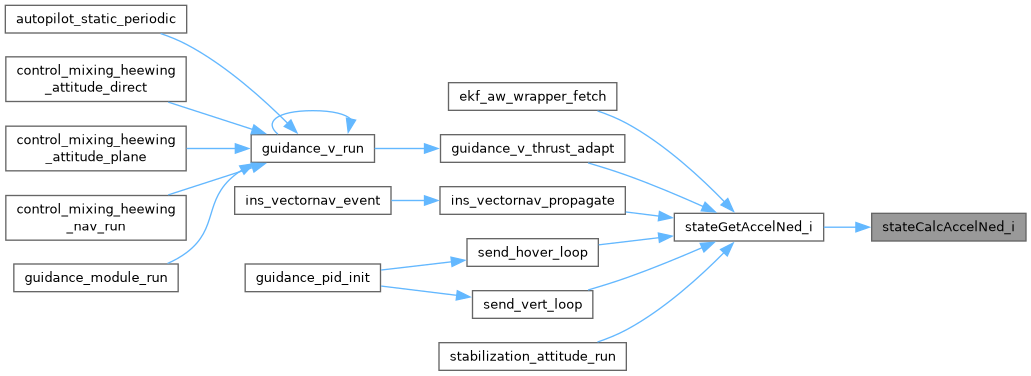 autopilot_static_periodic
control_mixing_heewing
_attitude_direct
control_mixing_heewing
_attitude_plane
control_mixing_heewing
_nav_run
guidance_module_run
guidance_v_run
ins_vectornav_event
guidance_pid_init
ekf_aw_wrapper_fetch
guidance_v_thrust_adapt
ins_vectornav_propagate
send_hover_loop
send_vert_loop
stabilization_attitude_run
stateGetAccelNed_i
stateCalcAccelNed_i